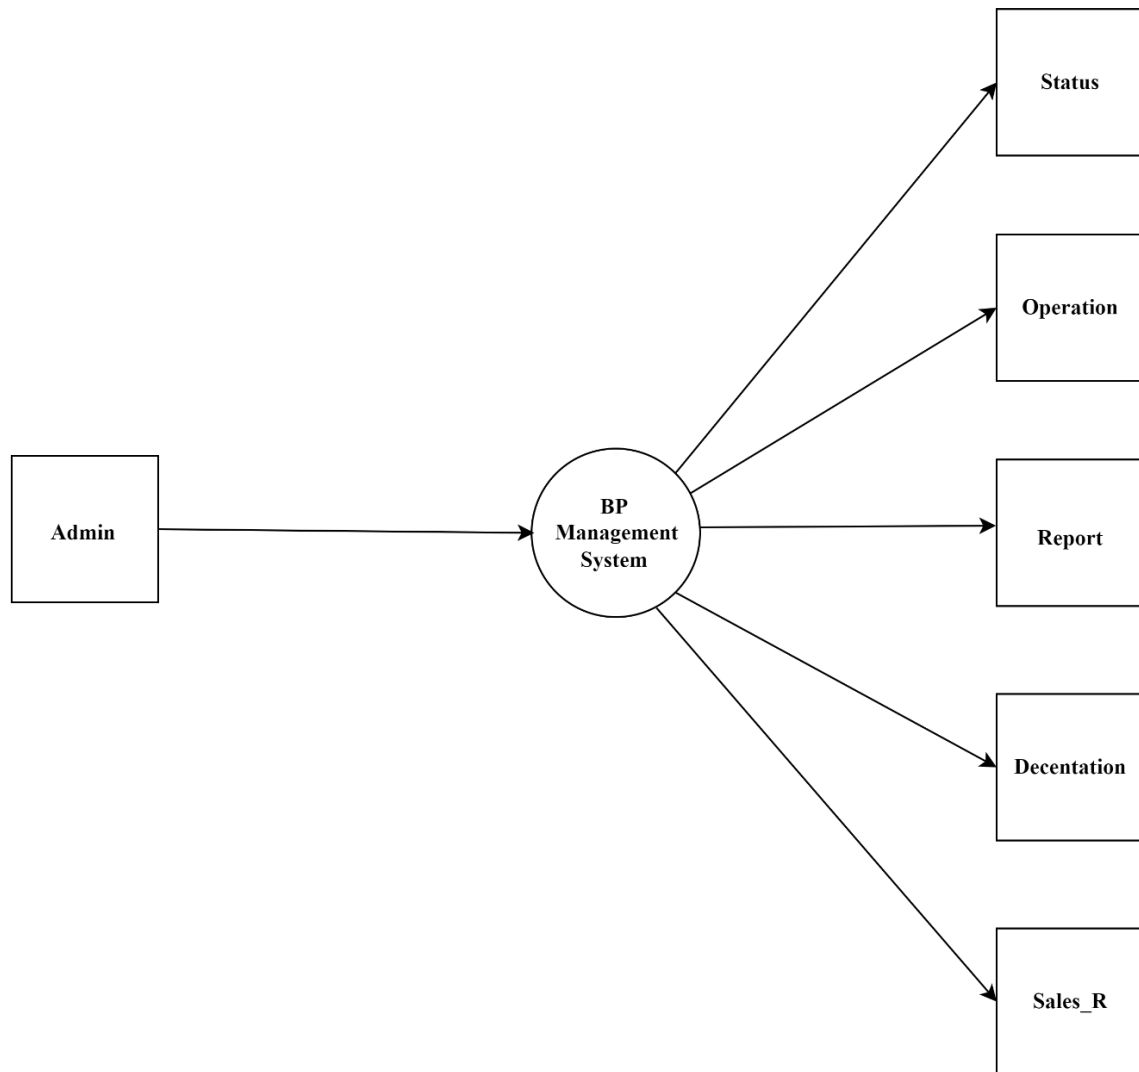 Status
Operation
Admin
BP
Management
System
Report
Decentation
Sales_R